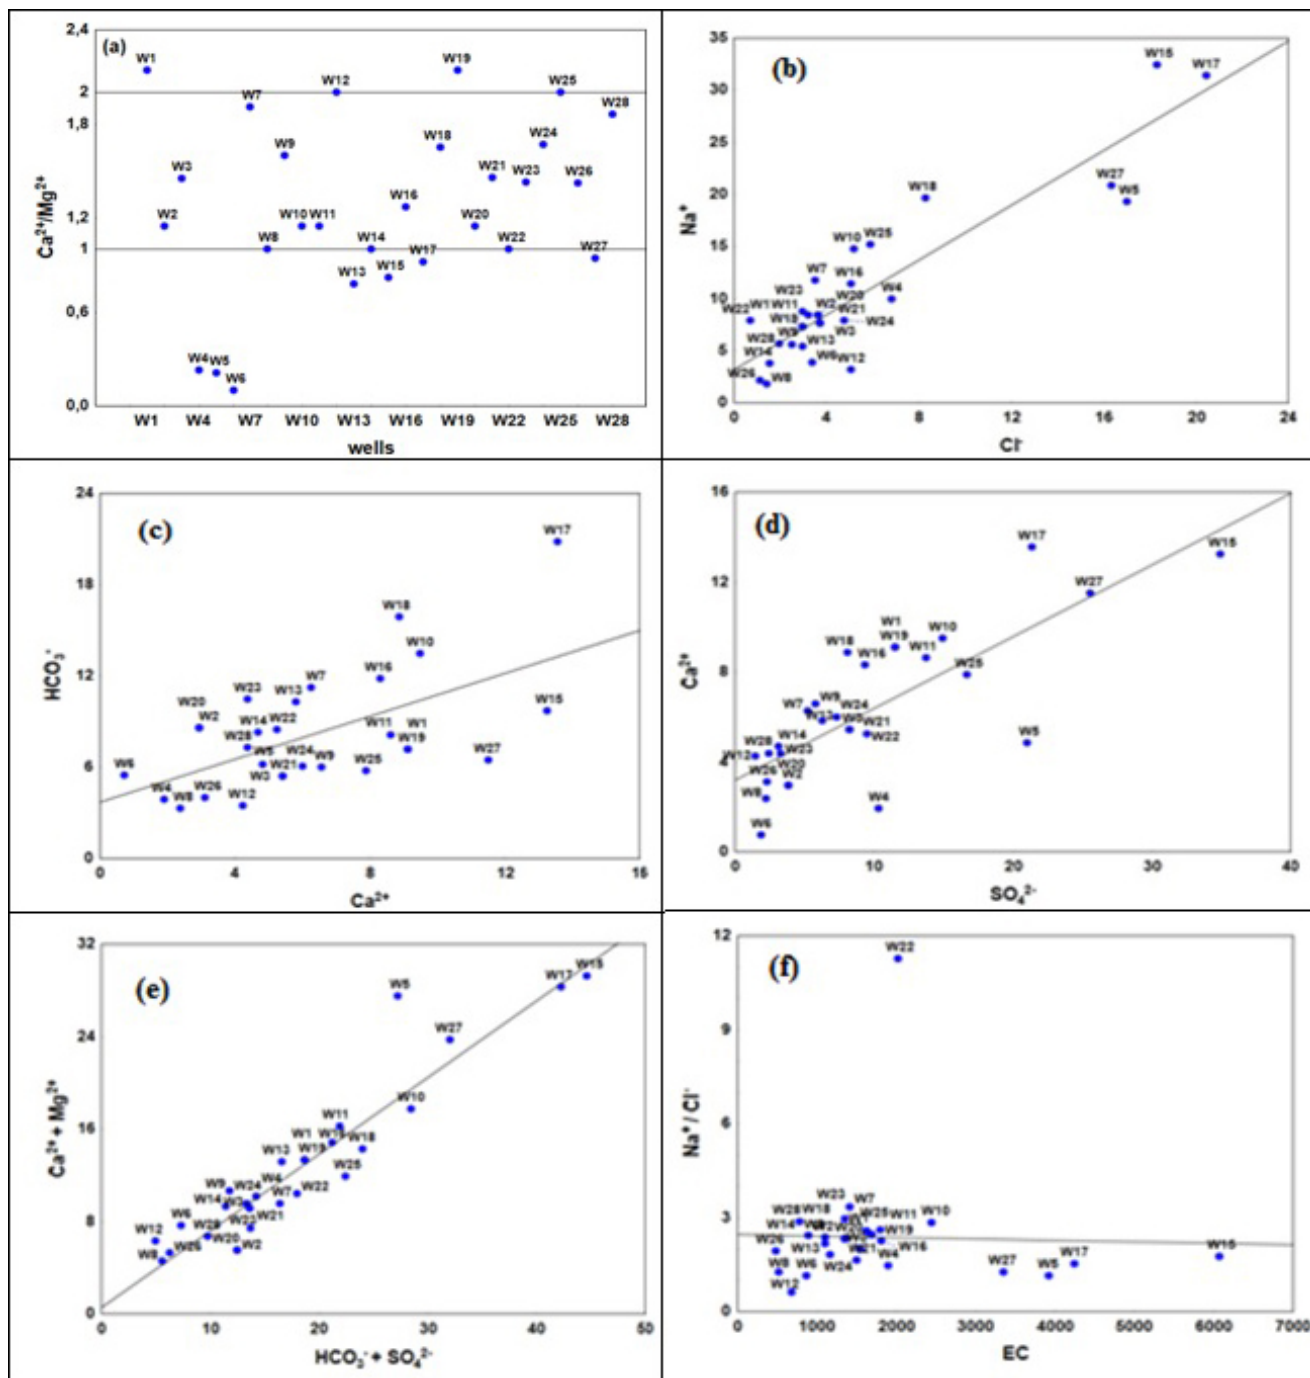 (a)
2,4
2
1,8
1,2
1
0,6
0,0
Ca²⁺/Mg²⁺
W1
W19
W12
W25
W7
W28
W9
W18
W24
W3
W21
W23
W26
W16
W2
W10
W11
W20
W8
W14
W22
W27
W17
W15
W13
W4
W5
W6
W1 W4 W7 W10 W13 W16 W19 W22 W25 W28
wells
(b)
35
30
25
20
15
10
5
0
Na⁺
W15
W17
W27
W5
W18
W10
W25
W7
W16
W23
W20
W4
W22
W1
W11
W2
W21
W24
W3
W28
W9
W13
W14
W6
W12
W26
W8
0 4 8 12 16 20 24
Cl⁻
(c)
24
18
12
6
0
HCO₃⁻
W17
W18
W10
W16
W7
W23
W13
W15
W20
W2
W14
W22
W11
W1
W28
W19
W5
W24
W9
W27
W6
W3
W21
W25
W4
W8
W26
W12
0 4 8 12 16
Ca²⁺
(d)
16
12
8
4
0
Ca²⁺
W17
W15
W27
W1
W10
W18
W19
W16
W11
W25
W7
W9
W24
W21
W22
W5
W28
W14
W12
W23
W20
W26
W2
W8
W4
W6
0 10 20 30 40
SO₄²⁻
(e)
32
24
16
8
0
Ca²⁺ + Mg²⁺
W15
W17
W5
W27
W10
W11
W1
W18
W13
W19
W25
W9
W24
W4
W7
W22
W14
W3
W6
W21
W12
W20
W2
W8
W26
0 10 20 30 40 50
HCO₃⁻ + SO₄²⁻
(f)
12
9
6
3
0
Na⁺ / Cl⁻
W22
W23
W7
W28
W18
W25
W11
W10
W14
W19
W26
W13
W21
W16
W4
W17
W15
W24
W27
W5
W6
W12
0 1000 2000 3000 4000 5000 6000 7000
EC